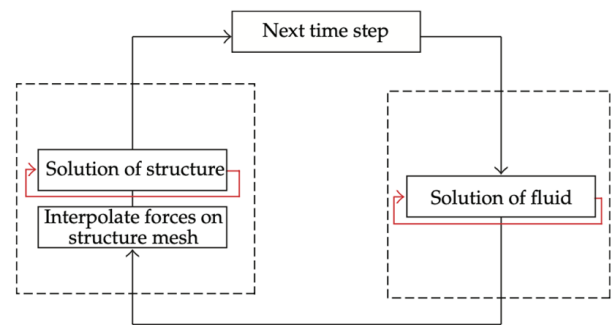 Next time step
Solution of structure
Interpolate forces on
structure mesh
Solution of fluid